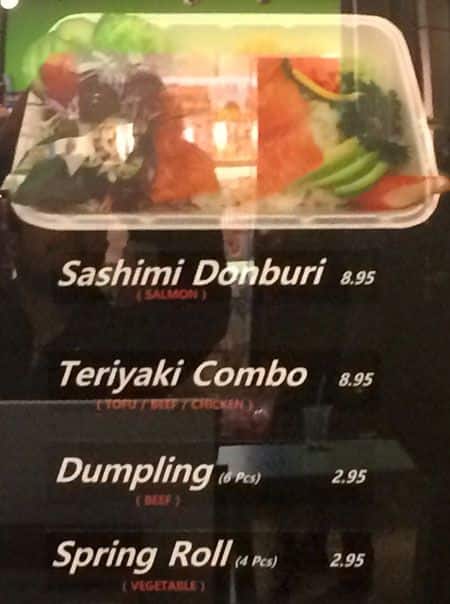 Sashimi Donburi 8.95
( SALMON )
Teriyaki Combo 8.95
( TOFU / BEEF / CHICKEN )
Dumpling (6 Pcs) 2.95
( BEEF )
Spring Roll (4 Pcs) 2.95
( VEGETABLE )